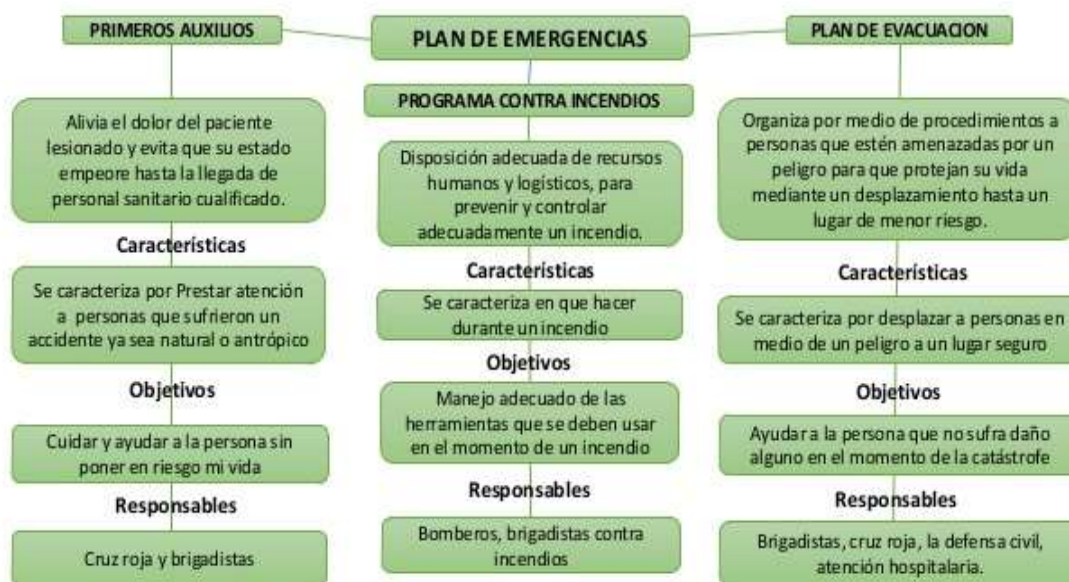 PLAN DE EMERGENCIAS
PRIMEROS AUXILIOS
Alivia el dolor del paciente
lesionado y evita que su estado
empeore hasta la llegada de
personal sanitario cualificado.
Características
Se caracteriza por Prestar atención
a personas que sufrieron un
accidente ya sea natural o antrópico
Objetivos
Cuidar y ayudar a la persona sin
poner en riesgo mi vida
Responsables
Cruz roja y brigadistas
PROGRAMA CONTRA INCENDIOS
Disposición adecuada de recursos
humanos y logísticos, para
prevenir y controlar
adecuadamente un incendio.
Características
Se caracteriza en que hacer
durante un incendio
Objetivos
Manejo adecuado de las
herramientas que se deben usar
en el momento de un incendio
Responsables
Bomberos, brigadistas contra
incendios
PLAN DE EVACUACION
Organiza por medio de procedimientos a
personas que estén amenazadas por un
peligro para que protejan su vida
mediante un desplazamiento hasta un
lugar de menor riesgo.
Características
Se caracteriza por desplazar a personas en
medio de un peligro a un lugar seguro
Objetivos
Ayudar a la persona que no sufra daño
alguno en el momento de la catástrofe
Responsables
Brigadistas, cruz roja, la defensa civil,
atención hospitalaria.